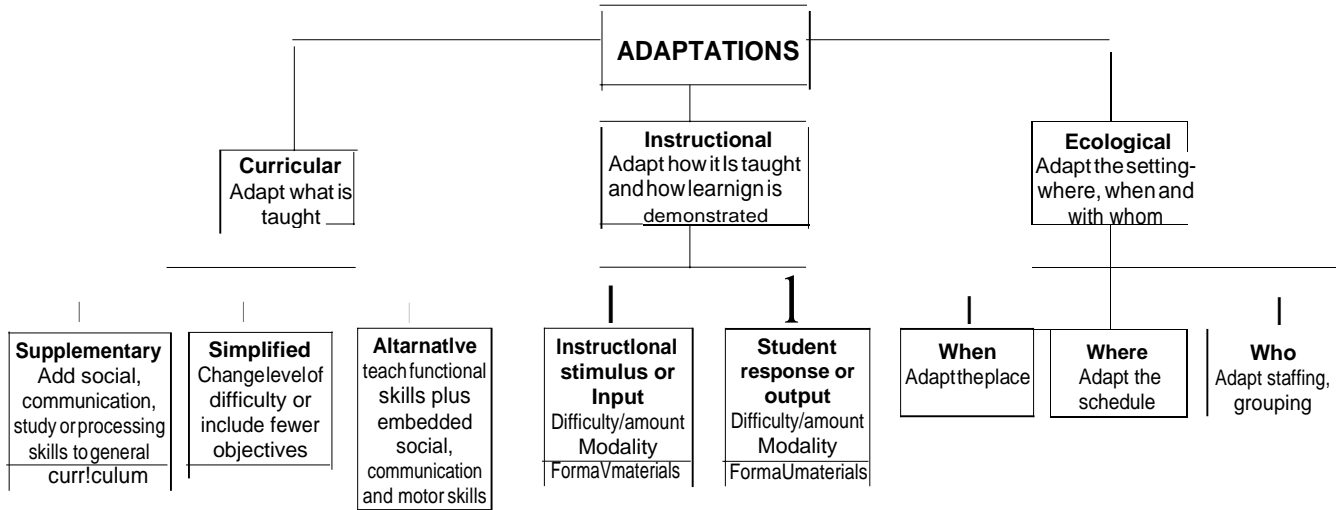 ADAPTATIONS
Curricular
Adapt what is
taught
Instructional
Adapt how it Is taught
and how learnign is
demonstrated
Ecological
Adapt the setting-
where, when and
with whom
Supplementary
Add social,
communication,
study or processing
skills to general
curr!culum
Simplified
Change level of
difficulty or
include fewer
objectives
Altarnatlve
teach functional
skills plus
embedded
social,
communication
and motor skills
lnstructlonal
stimulus or
Input
Difficulty/amount
Modality
FormaVmaterials
Student
response or
output
Difficulty/amount
Modality
FormaUmaterials
When
Adapt the place
Where
Adapt the
schedule
Who
Adapt staffing,
grouping